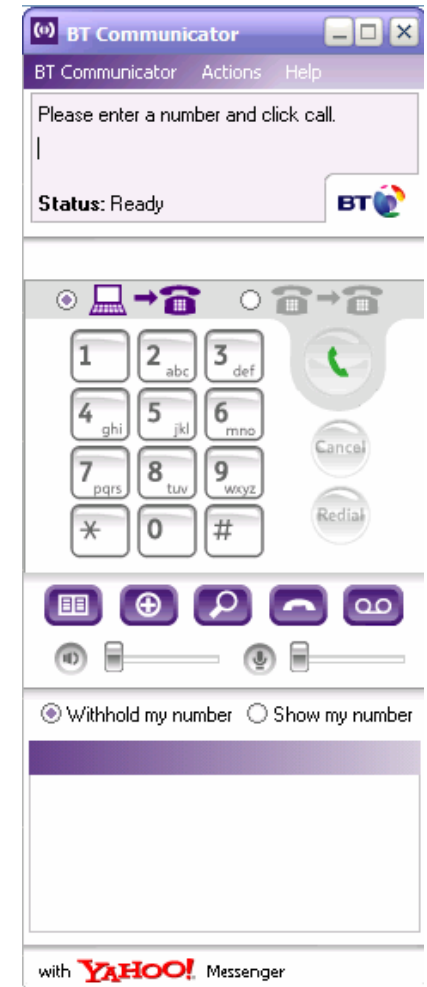 BT Communicator
BT Communicator Actions Help
Please enter a number and click call.
Status: Ready
BT
1 2 abc 3 def
4 ghi 5 jkl 6 mno
Cancel
7 pqrs 8 tuv 9 wxyz
Redial
* 0 #
Withhold my number Show my number
with YAHOO! Messenger